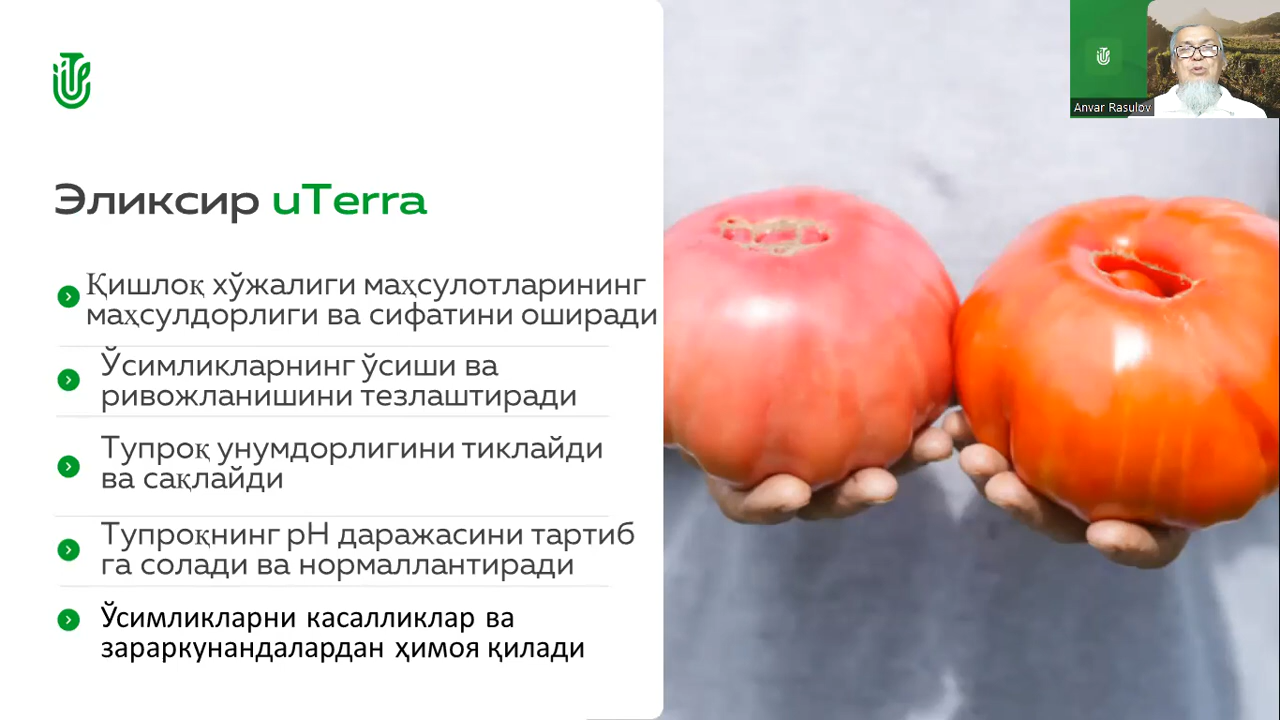 Эликсир uTerra
Қишлоқ хўжалиги маҳсулотларининг
маҳсулдорлиги ва сифатини оширади
Ўсимликларнинг ўсиши ва
ривожланишини тезлаштиради
Тупроқ унумдорлигини тиклайди
ва сақлайди
Тупроқнинг pH даражасини тартиб
га солади ва нормаллантиради
Ўсимликларни касалликлар ва
зараркунандалардан ҳимоя қилади
Anvar Rasulov